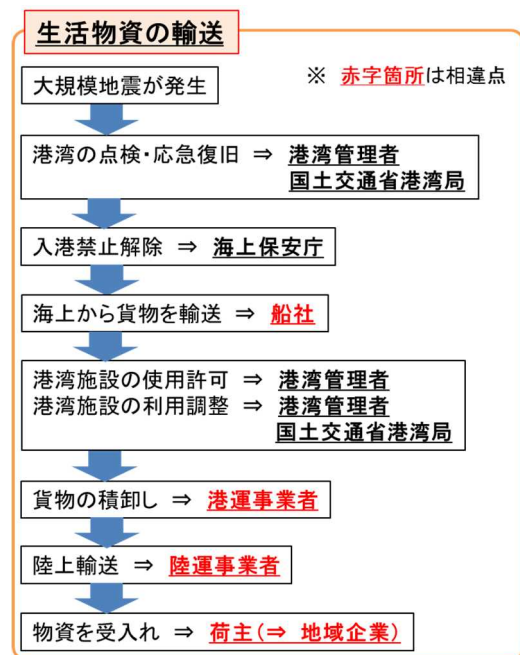 生活物資の輸送
※ 赤字箇所は相違点
大規模地震が発生
港湾の点検・応急復旧 ⇒ 港湾管理者
国土交通省港湾局
入港禁止解除 ⇒ 海上保安庁
海上から貨物を輸送 ⇒ 船社
港湾施設の使用許可 ⇒ 港湾管理者
港湾施設の利用調整 ⇒ 港湾管理者
国土交通省港湾局
貨物の積卸し ⇒ 港運事業者
陸上輸送 ⇒ 陸運事業者
物資を受入れ ⇒ 荷主(⇒ 地域企業)